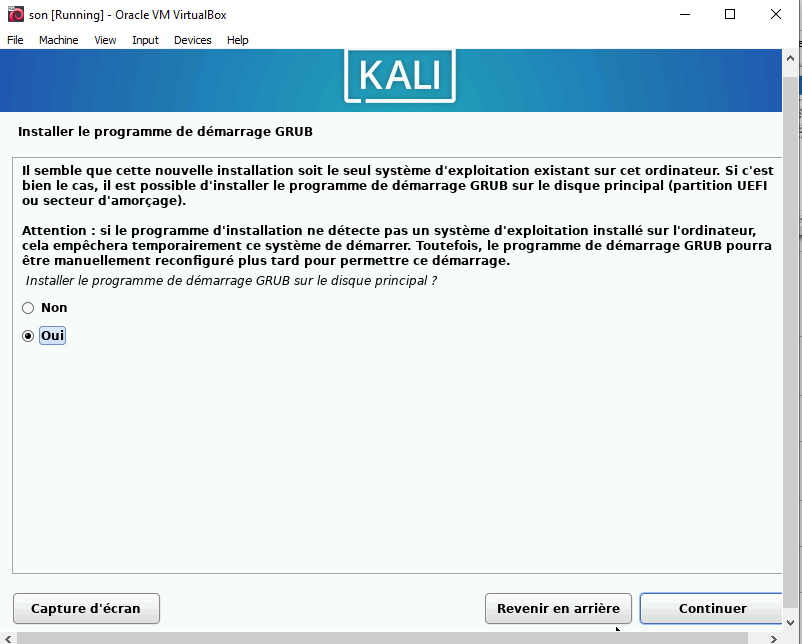 son [Running] - Oracle VM VirtualBox
File Machine View Input Devices Help
KALI
Installer le programme de démarrage GRUB
Il semble que cette nouvelle installation soit le seul système d'exploitation existant sur cet ordinateur. Si c'est
bien le cas, il est possible d'installer le programme de démarrage GRUB sur le disque principal (partition UEFI
ou secteur d'amorçage).
Attention : si le programme d'installation ne détecte pas un système d'exploitation installé sur l'ordinateur,
cela empêchera temporairement ce système de démarrer. Toutefois, le programme de démarrage GRUB pourra
être manuellement reconfiguré plus tard pour permettre ce démarrage.
Installer le programme de démarrage GRUB sur le disque principal ?
Non
Oui
Capture d'écran Revenir en arrière Continuer